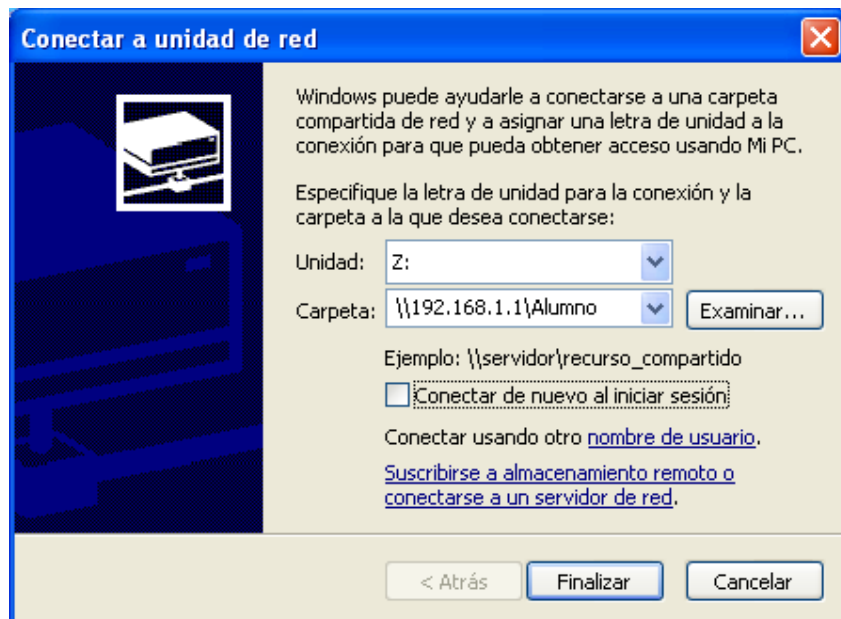 Conectar a unidad de red
Windows puede ayudarle a conectarse a una carpeta
compartida de red y a asignar una letra de unidad a la
conexión para que pueda obtener acceso usando Mi PC.
Especifique la letra de unidad para la conexión y la
carpeta a la que desea conectarse:
Unidad: Z:
Carpeta: \\192.168.1.1\Alumno Examinar...
Ejemplo: \\servidor\recurso_compartido
Conectar de nuevo al iniciar sesión
Conectar usando otro nombre de usuario.
Suscribirse a almacenamiento remoto o
conectarse a un servidor de red.
< Atrás Finalizar Cancelar